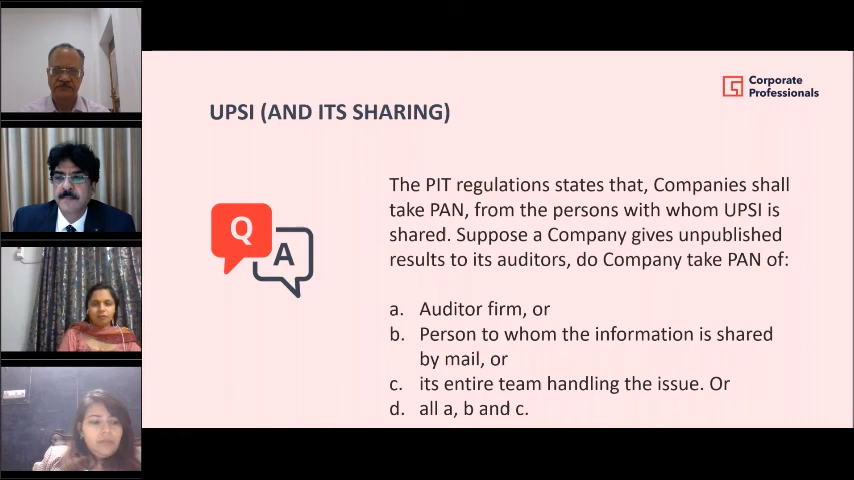 Corporate
Professionals
UPSI (AND ITS SHARING)
Q
A
The PIT regulations states that, Companies shall
take PAN, from the persons with whom UPSI is
shared. Suppose a Company gives unpublished
results to its auditors, do Company take PAN of:
a. Auditor firm, or
b. Person to whom the information is shared
by mail, or
c. its entire team handling the issue. Or
d. all a, b and c.